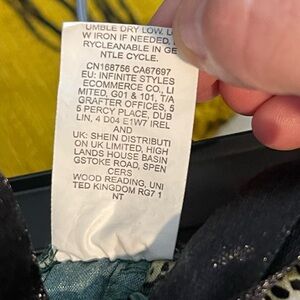 UMBLE DRY LOW. L
W IRON IF NEEDED,
RYCLEANABLE IN GE
NTLE CYCLE.
CN168756 CA67697
EU: INFINITE STYLES
ECOMMERCE CO., LI
MITED, G01 & 101, T/A
GRAFTER OFFICES, 5
6 PERCY PLACE, DUB
LIN, 4 D04 E1W7 IREL
AND
UK: SHEIN DISTRIBUTI
ON UK LIMITED, HIGH
LANDS HOUSE BASIN
GSTOKE ROAD, SPEN
CERS
WOOD READING, UNI
TED KINGDOM RG7 1
NT